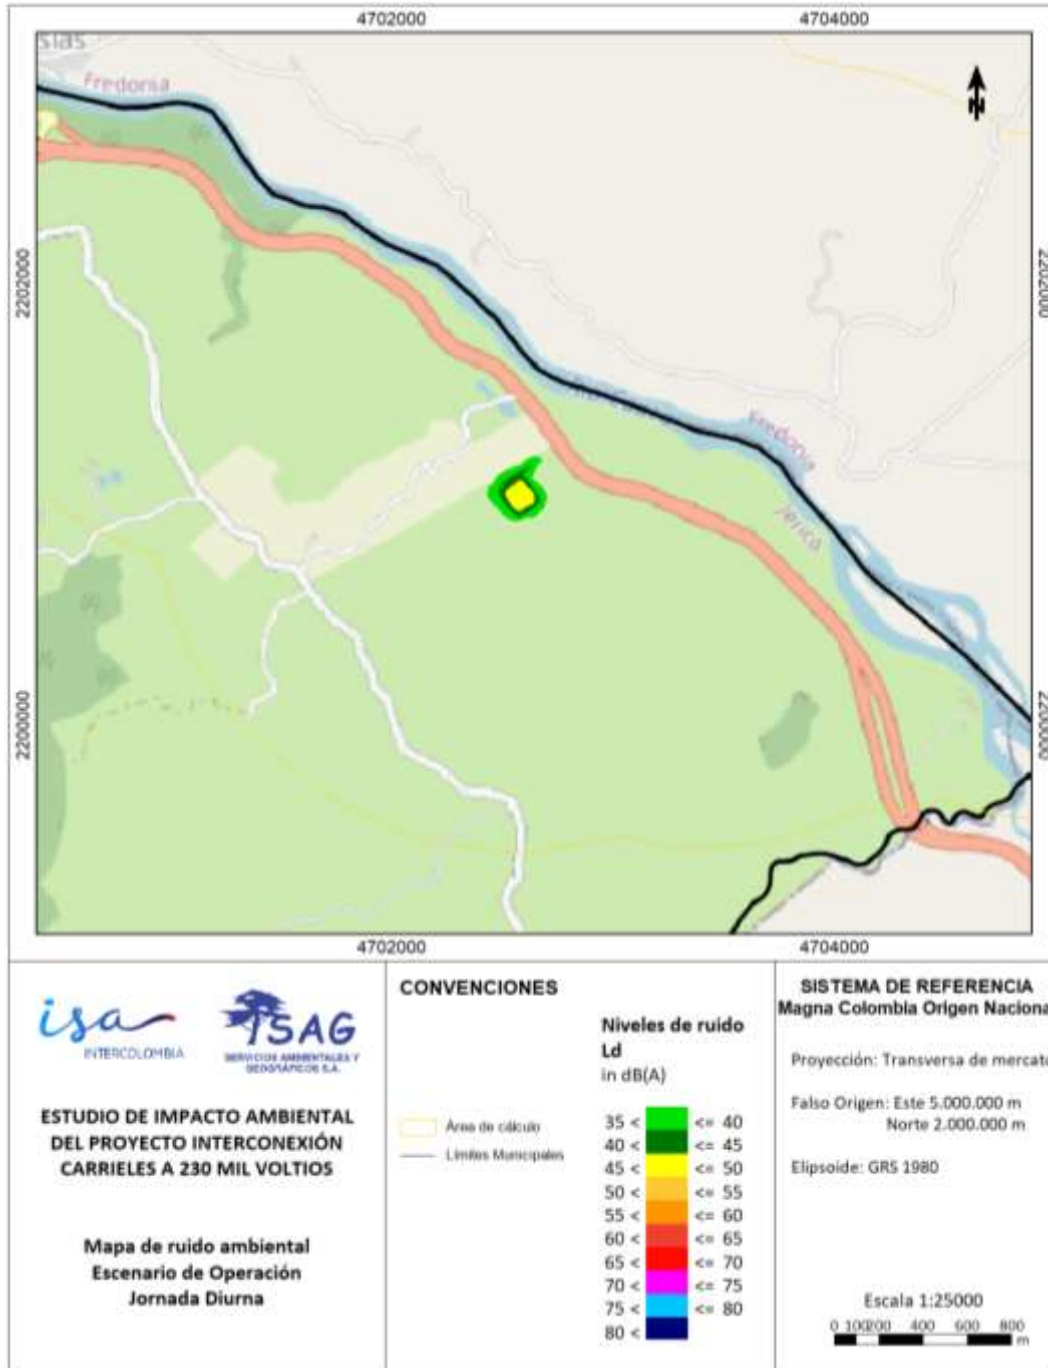 4702000
4704000
Fredonia
2202000
2202000
Fredonia
Jericó
2200000
2200000
4702000
4704000
isa
INTERCOLOMBIA
SAG
SERVICIOS AMBIENTALES Y
GEOGRÁFICOS S.A.
ESTUDIO DE IMPACTO AMBIENTAL
DEL PROYECTO INTERCONEXIÓN
CARRIELES A 230 MIL VOLTIOS
Mapa de ruido ambiental
Escenario de Operación
Jornada Diurna
CONVENCIONES
Área de cálculo
Límites Municipales
Niveles de ruido
Ld
in dB(A)
35 < <= 40
40 < <= 45
45 < <= 50
50 < <= 55
55 < <= 60
60 < <= 65
65 < <= 70
70 < <= 75
75 < <= 80
80 <
SISTEMA DE REFERENCIA
Magna Colombia Origen Naciona
Proyección: Transversa de mercato
Falso Origen: Este 5.000.000 m
Norte 2.000.000 m
Elipsoide: GRS 1980
Escala 1:25000
0 100200 400 600 800
m